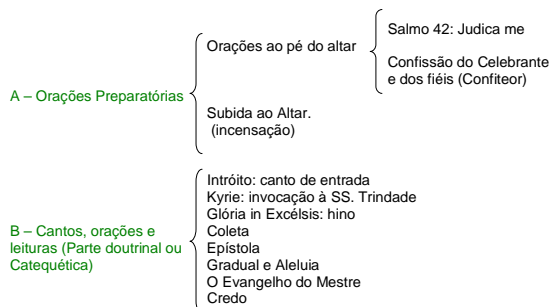 A – Orações Preparatórias
Orações ao pé do altar
Salmo 42: Judica me
Confissão do Celebrante
e dos fiéis (Confiteor)
Subida ao Altar.
(incensação)
B – Cantos, orações e
leituras (Parte doutrinal ou
Catequética)
Intróito: canto de entrada
Kyrie: invocação à SS. Trindade
Glória in Excélsis: hino
Coleta
Epístola
Gradual e Aleluia
O Evangelho do Mestre
Credo